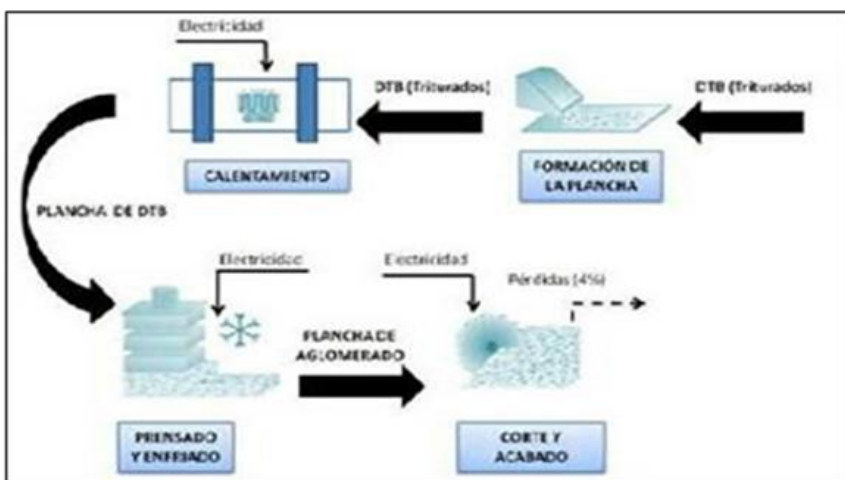 Electricidad
DTB (Triturados)
DTB (Triturados)
CALENTAMIENTO
FORMACIÓN DE
LA PLANCHA
PLANCHA DE DTB
Electricidad
Electricidad
Pérdidas (4%)
PLANCHA DE
AGLOMERADO
PRENSADO
Y ENFRIADO
CORTE Y
ACABADO